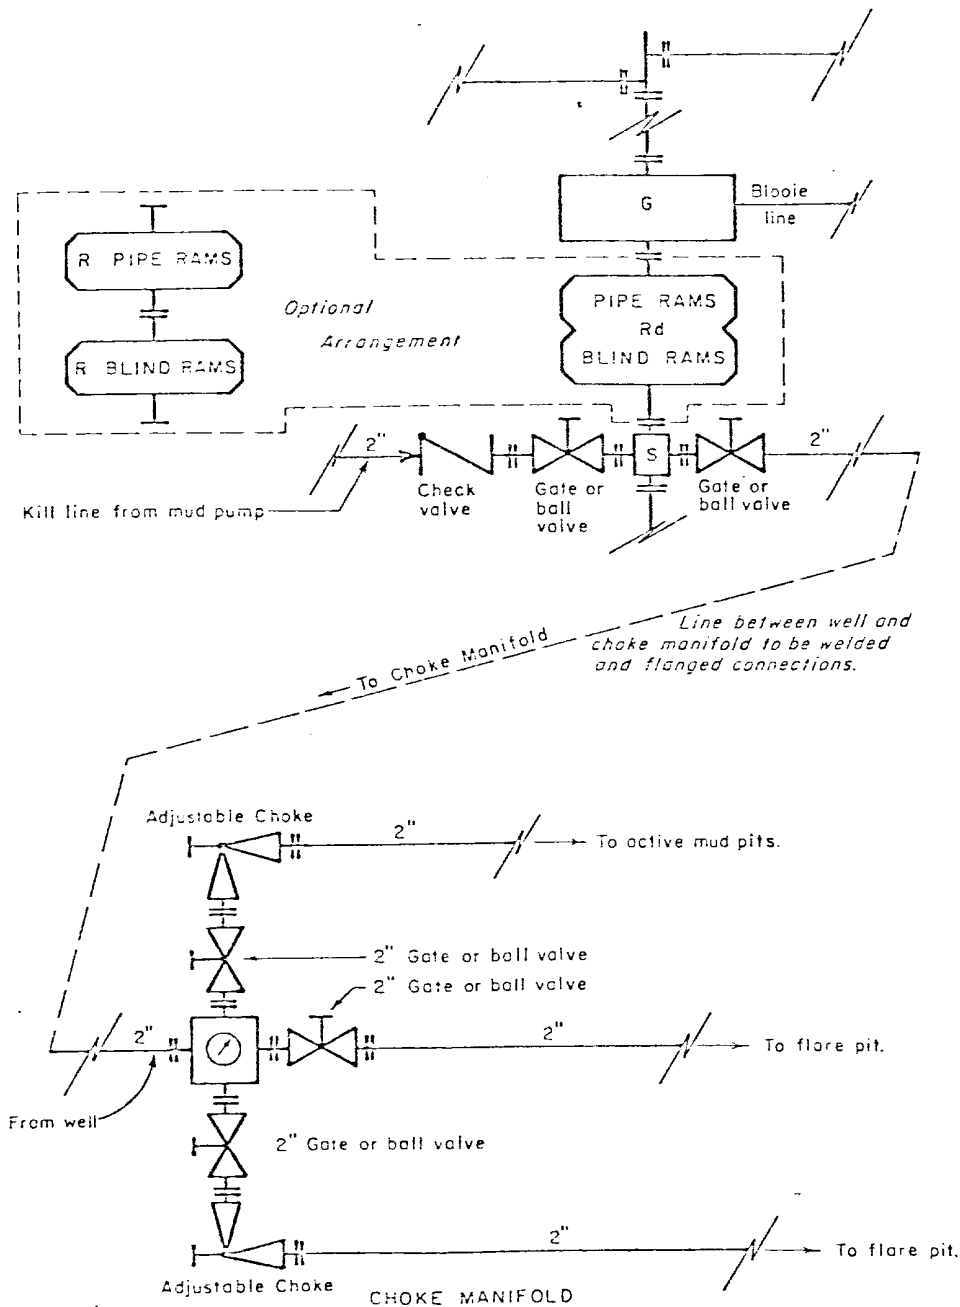 G
Blooie
line
R PIPE RAMS
R BLIND RAMS
Optional
Arrangement
PIPE RAMS
Rd
BLIND RAMS
2"
S
2"
Check
valve
Gate or
ball
valve
Gate or
ball valve
Kill line from mud pump
Line between well and
choke manifold to be welded
and flanged connections.
To Choke Manifold
Adjustable Choke
2"
To active mud pits.
2" Gate or ball valve
2" Gate or ball valve
2"
2"
To flare pit.
From well
2" Gate or ball valve
2"
To flare pit.
Adjustable Choke
CHOKE MANIFOLD